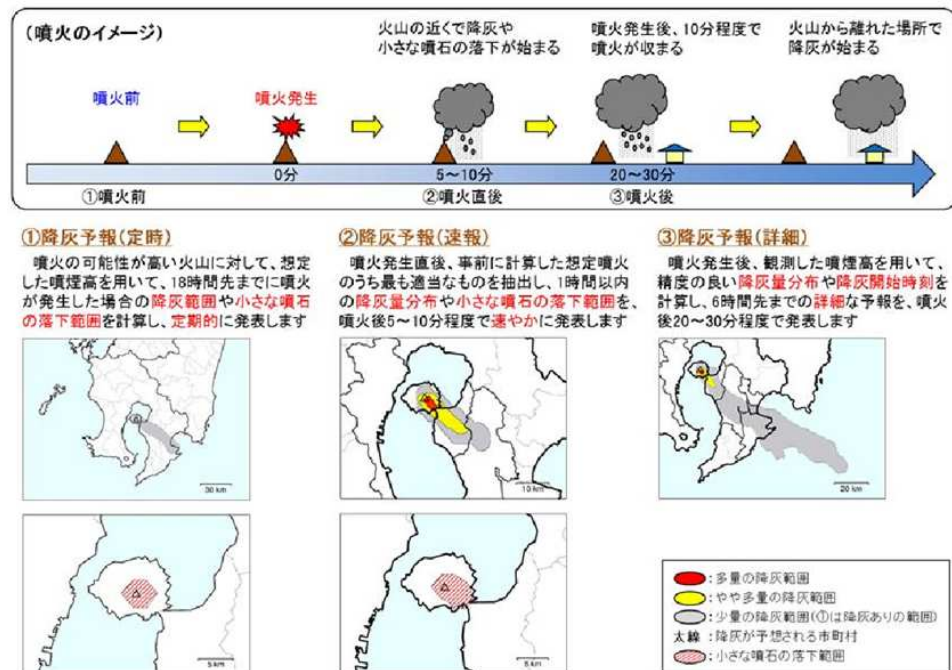 (噴火のイメージ)
火山の近くで降灰や
小さな噴石の落下が始まる
噴火発生後、10分程度で
噴火が収まる
火山から離れた場所で
降灰が始まる
噴火前
噴火発生
0分
5～10分
20～30分
①噴火前
②噴火直後
③噴火後
①降灰予報(定時)
噴火の可能性が高い火山に対して、想定
した噴煙高を用いて、18時間先までに噴火
が発生した場合の降灰範囲や小さな噴石
の落下範囲を計算し、定期的に発表します
30 km
5 km
②降灰予報(速報)
噴火発生直後、事前に計算した想定噴火
のうち最も適当なものを抽出し、1時間以内
の降灰量分布や小さな噴石の落下範囲を、
噴火後5～10分程度で速やかに発表します
10 km
5 km
③降灰予報(詳細)
噴火発生後、観測した噴煙高を用いて、
精度の良い降灰量分布や降灰開始時刻を
計算し、6時間先までの詳細な予報を、噴火
後20～30分程度で発表します
20 km
:多量の降灰範囲
:やや多量の降灰範囲
:少量の降灰範囲(①は降灰ありの範囲)
太線:降灰が予想される市町村
:小さな噴石の落下範囲